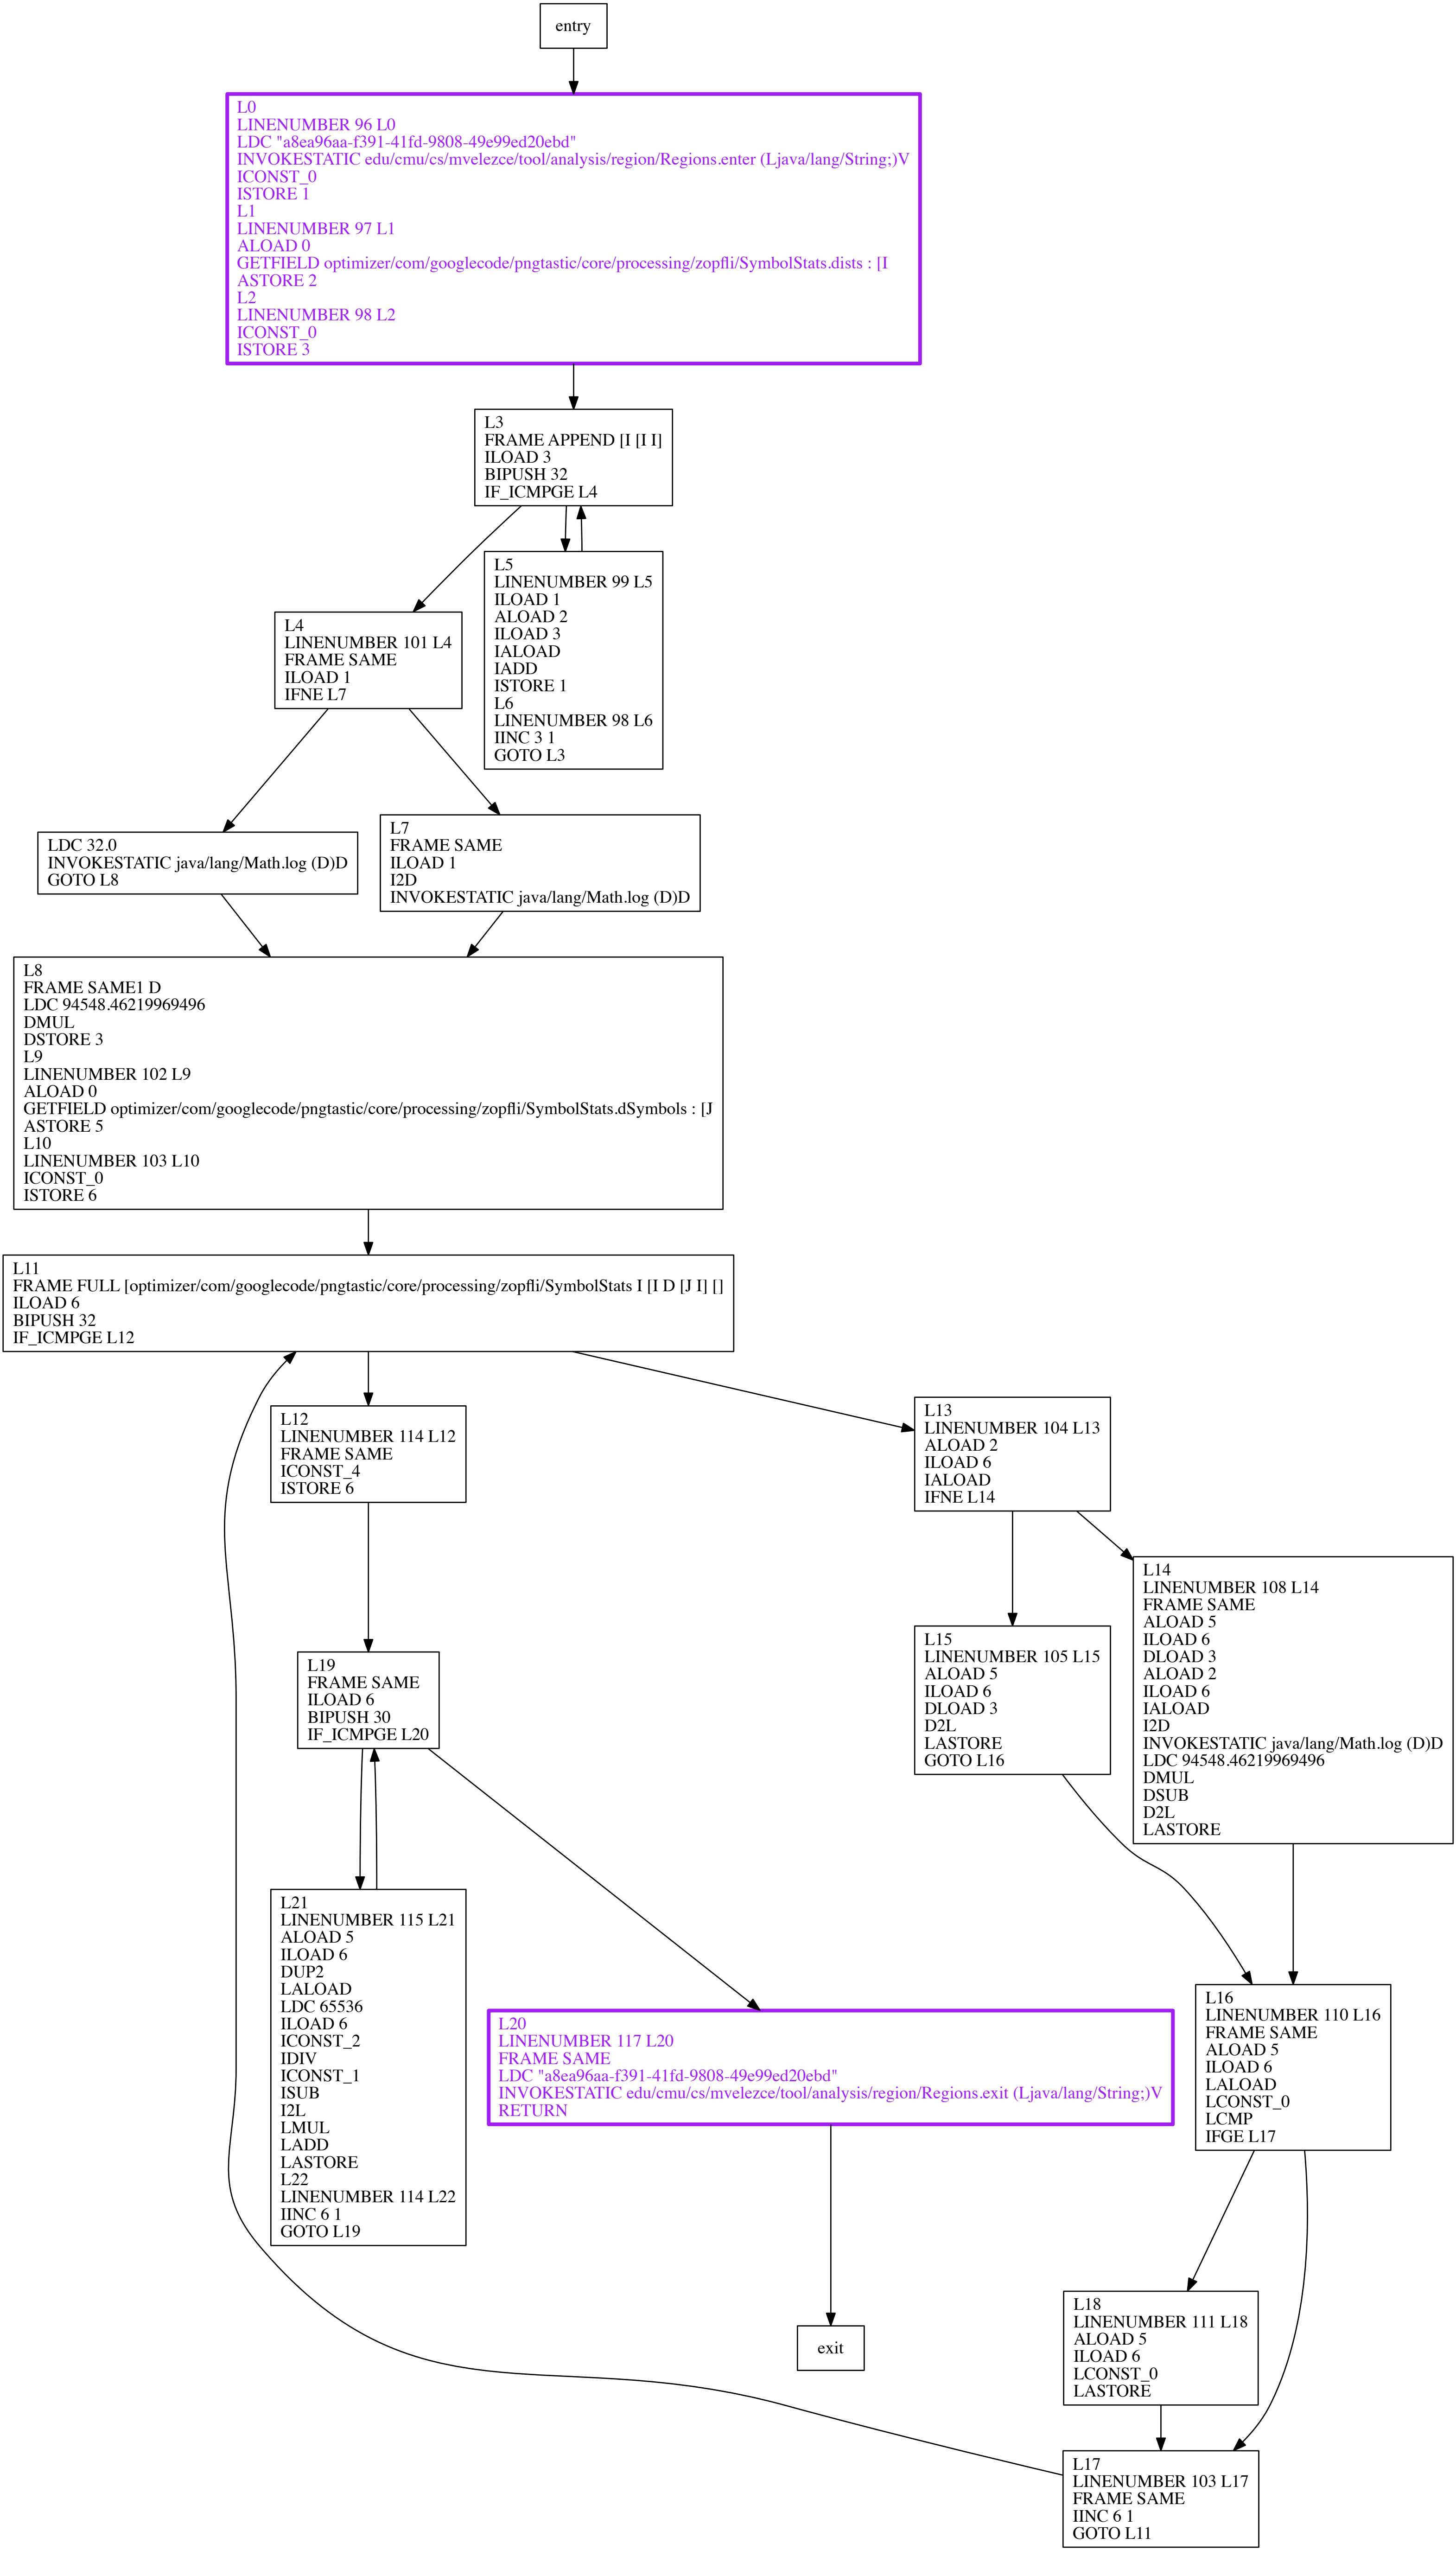 entry
L0
LINENUMBER 96 L0
LDC "a8ea96aa-f391-41fd-9808-49e99ed20ebd"
INVOKESTATIC edu/cmu/cs/mvelezce/tool/analysis/region/Regions.enter (Ljava/lang/String;)V
ICONST_0
ISTORE 1
L1
LINENUMBER 97 L1
ALOAD 0
GETFIELD optimizer/com/googlecode/pngtastic/core/processing/zopfli/SymbolStats.dists : [I
ASTORE 2
L2
LINENUMBER 98 L2
ICONST_0
ISTORE 3
L3
FRAME APPEND [I [I I]
ILOAD 3
BIPUSH 32
IF_ICMPGE L4
L5
LINENUMBER 99 L5
ILOAD 1
ALOAD 2
ILOAD 3
IALOAD
IADD
ISTORE 1
L6
LINENUMBER 98 L6
IINC 3 1
GOTO L3
L4
LINENUMBER 101 L4
FRAME SAME
ILOAD 1
IFNE L7
LDC 32.0
INVOKESTATIC java/lang/Math.log (D)D
GOTO L8
L7
FRAME SAME
ILOAD 1
I2D
INVOKESTATIC java/lang/Math.log (D)D
L8
FRAME SAME1 D
LDC 94548.46219969496
DMUL
DSTORE 3
L9
LINENUMBER 102 L9
ALOAD 0
GETFIELD optimizer/com/googlecode/pngtastic/core/processing/zopfli/SymbolStats.dSymbols : [J
ASTORE 5
L10
LINENUMBER 103 L10
ICONST_0
ISTORE 6
L11
FRAME FULL [optimizer/com/googlecode/pngtastic/core/processing/zopfli/SymbolStats I [I D [J I] []
ILOAD 6
BIPUSH 32
IF_ICMPGE L12
L12
LINENUMBER 114 L12
FRAME SAME
ICONST_4
ISTORE 6
L13
LINENUMBER 104 L13
ALOAD 2
ILOAD 6
IALOAD
IFNE L14
L14
LINENUMBER 108 L14
FRAME SAME
ALOAD 5
ILOAD 6
DLOAD 3
ALOAD 2
ILOAD 6
IALOAD
I2D
INVOKESTATIC java/lang/Math.log (D)D
LDC 94548.46219969496
DMUL
DSUB
D2L
LASTORE
L15
LINENUMBER 105 L15
ALOAD 5
ILOAD 6
DLOAD 3
D2L
LASTORE
GOTO L16
L19
FRAME SAME
ILOAD 6
BIPUSH 30
IF_ICMPGE L20
L21
LINENUMBER 115 L21
ALOAD 5
ILOAD 6
DUP2
LALOAD
LDC 65536
ILOAD 6
ICONST_2
IDIV
ICONST_1
ISUB
I2L
LMUL
LADD
LASTORE
L22
LINENUMBER 114 L22
IINC 6 1
GOTO L19
L20
LINENUMBER 117 L20
FRAME SAME
LDC "a8ea96aa-f391-41fd-9808-49e99ed20ebd"
INVOKESTATIC edu/cmu/cs/mvelezce/tool/analysis/region/Regions.exit (Ljava/lang/String;)V
RETURN
L16
LINENUMBER 110 L16
FRAME SAME
ALOAD 5
ILOAD 6
LALOAD
LCONST_0
LCMP
IFGE L17
L18
LINENUMBER 111 L18
ALOAD 5
ILOAD 6
LCONST_0
LASTORE
exit
L17
LINENUMBER 103 L17
FRAME SAME
IINC 6 1
GOTO L11